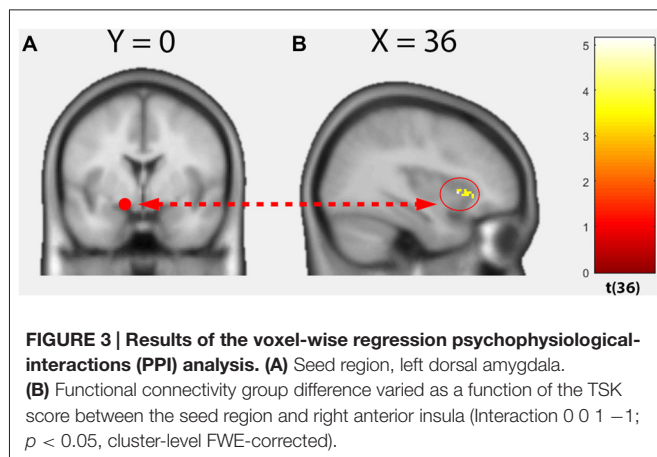 A Y = 0 B X = 36
5
4
3
2
1
0
t(36)
FIGURE 3 | Results of the voxel-wise regression psychophysiological-
interactions (PPI) analysis. (A) Seed region, left dorsal amygdala.
(B) Functional connectivity group difference varied as a function of the TSK
score between the seed region and right anterior insula (Interaction 0 0 1 −1;
p < 0.05, cluster-level FWE-corrected).